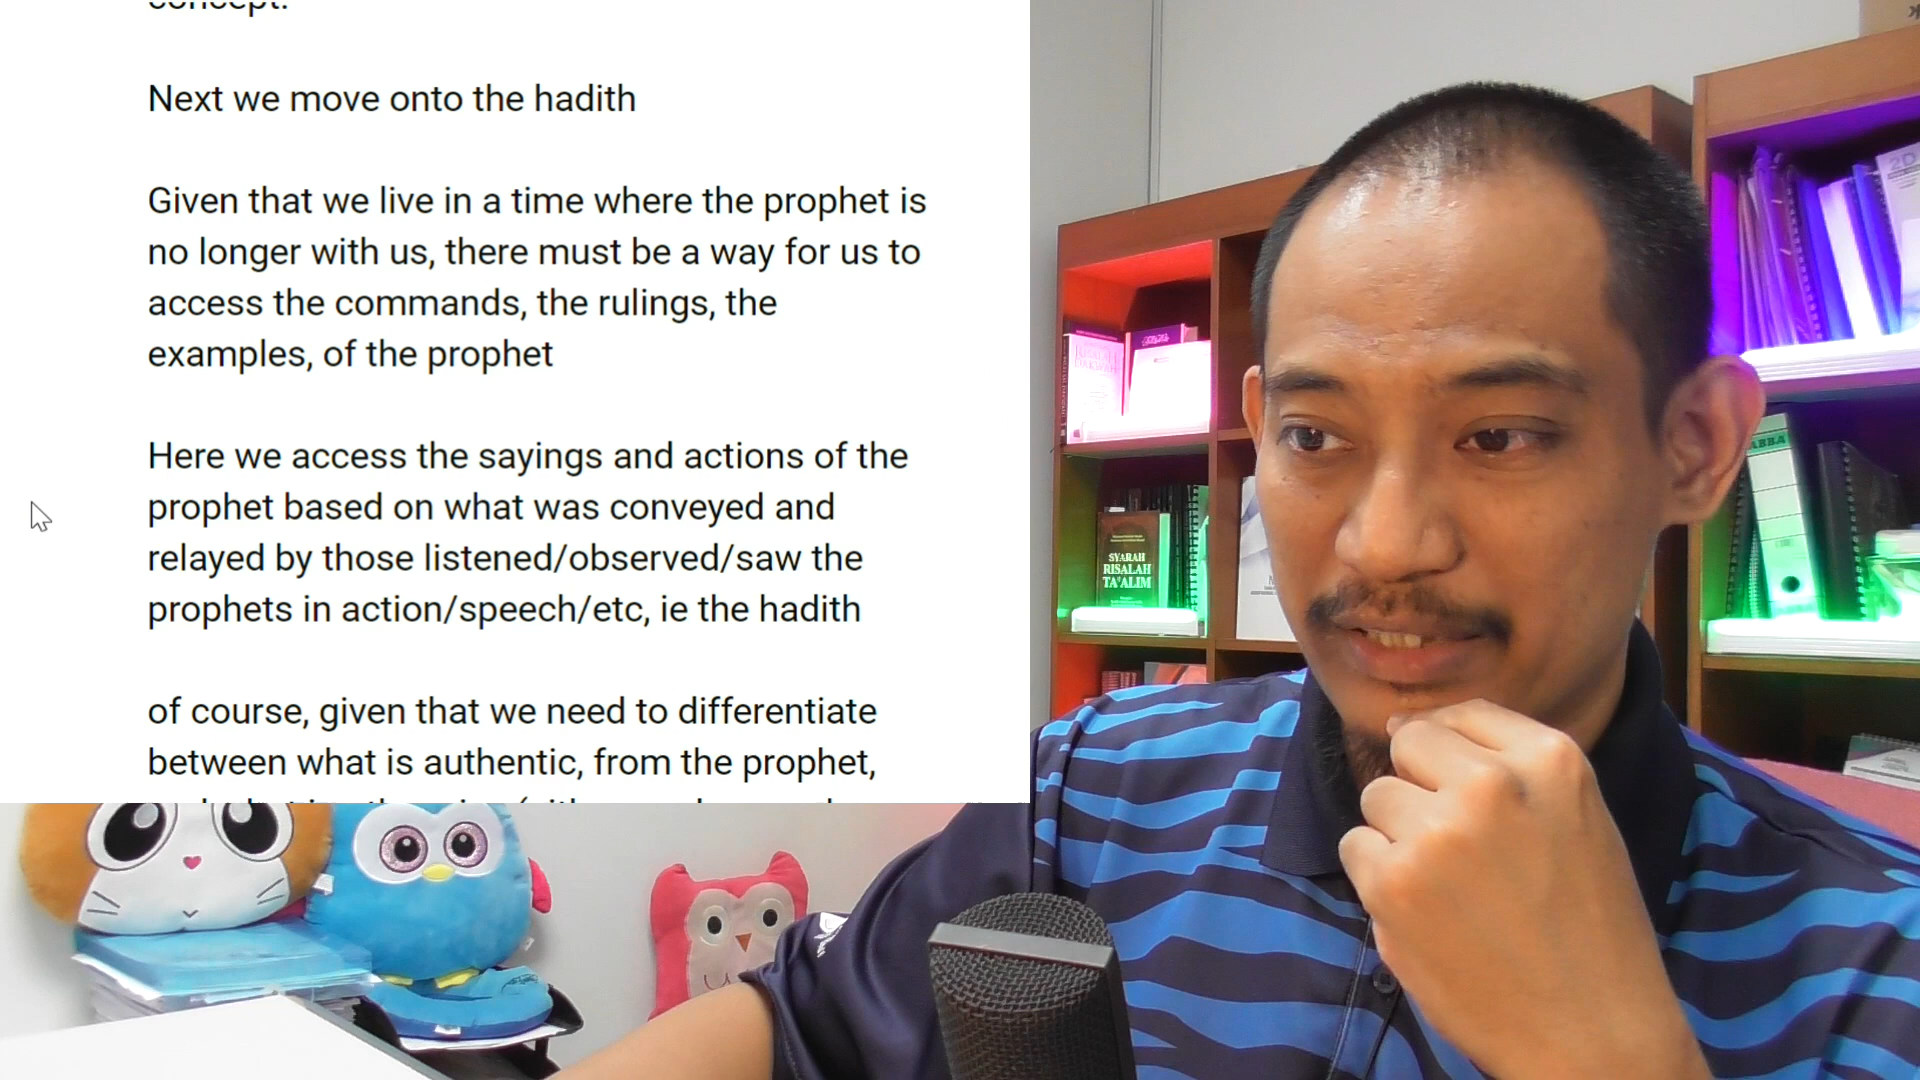 concept.
Next we move onto the hadith
Given that we live in a time where the prophet is
no longer with us, there must be a way for us to
access the commands, the rulings, the
examples, of the prophet
Here we access the sayings and actions of the
prophet based on what was conveyed and
relayed by those listened/observed/saw the
prophets in action/speech/etc, ie the hadith
of course, given that we need to differentiate
between what is authentic, from the prophet,
SYARAH
RISALAH
TA'ALIM
ABBA
2D